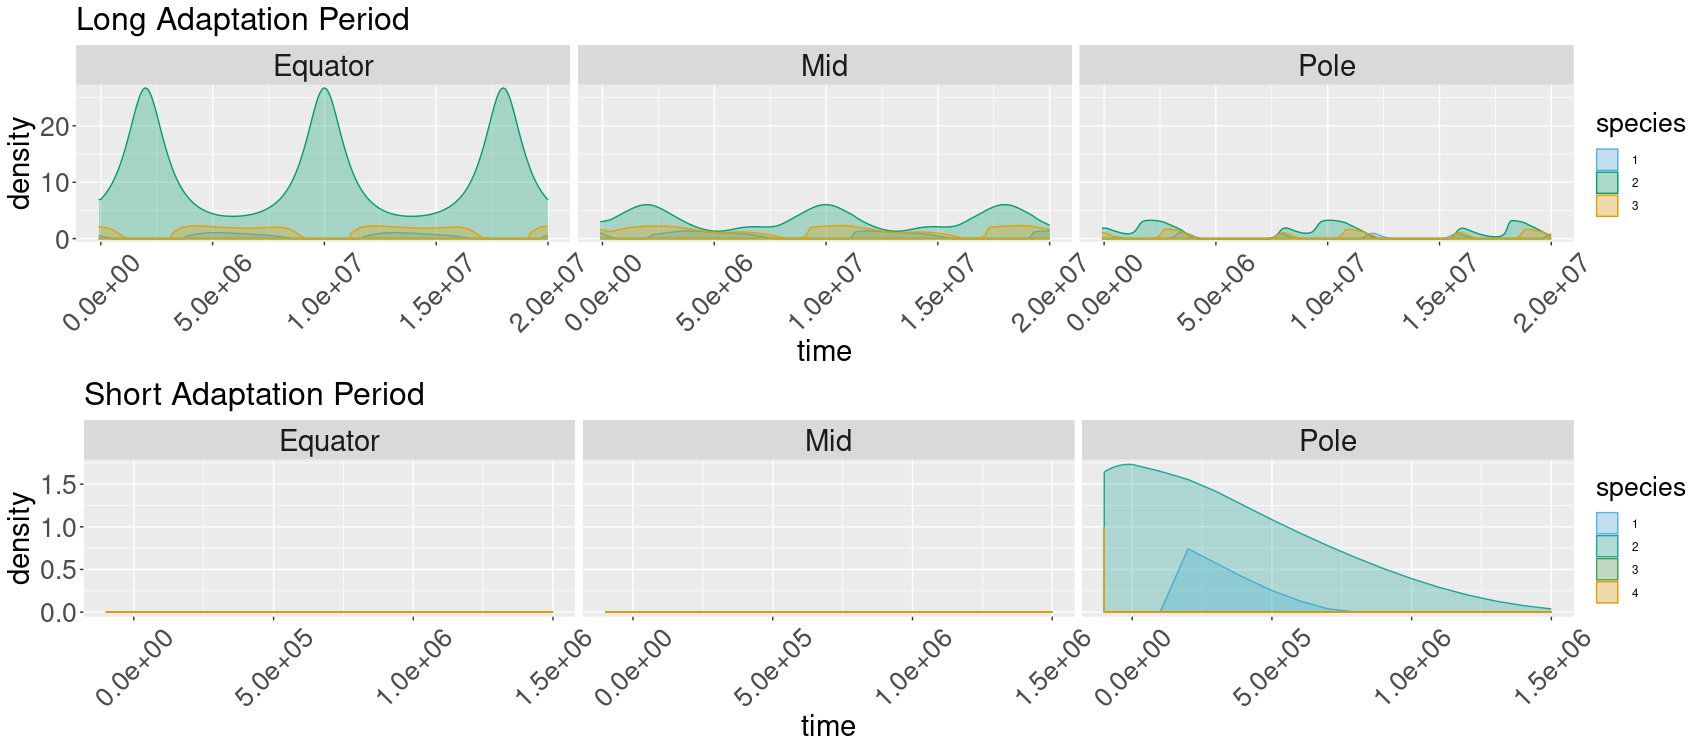 Long Adaptation Period
Equator Mid Pole
density
20
10
0
0.0e+00 5.0e+06 1.0e+07 1.5e+07 2.0e+07 0.0e+00 5.0e+06 1.0e+07 1.5e+07 2.0e+07 0.0e+00 5.0e+06 1.0e+07 1.5e+07 2.0e+07
time
species
1
2
3
Short Adaptation Period
Equator Mid Pole
density
1.5
1.0
0.5
0.0
0.0e+00 5.0e+05 1.0e+06 1.5e+06 0.0e+00 5.0e+05 1.0e+06 1.5e+06 0.0e+00 5.0e+05 1.0e+06 1.5e+06
time
species
1
2
3
4